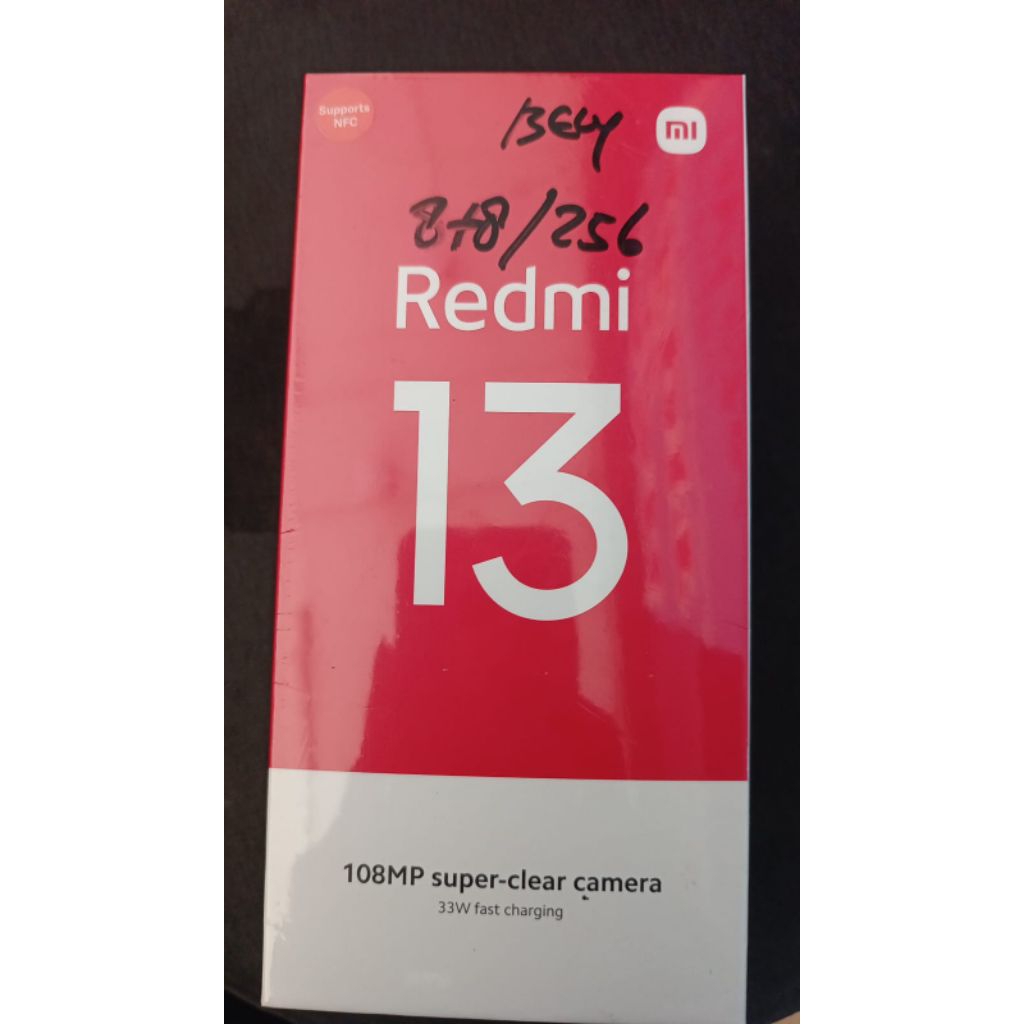 Supports
NFC
mi
8+8/256
Redmi
13
108MP super-clear camera
33W fast charging